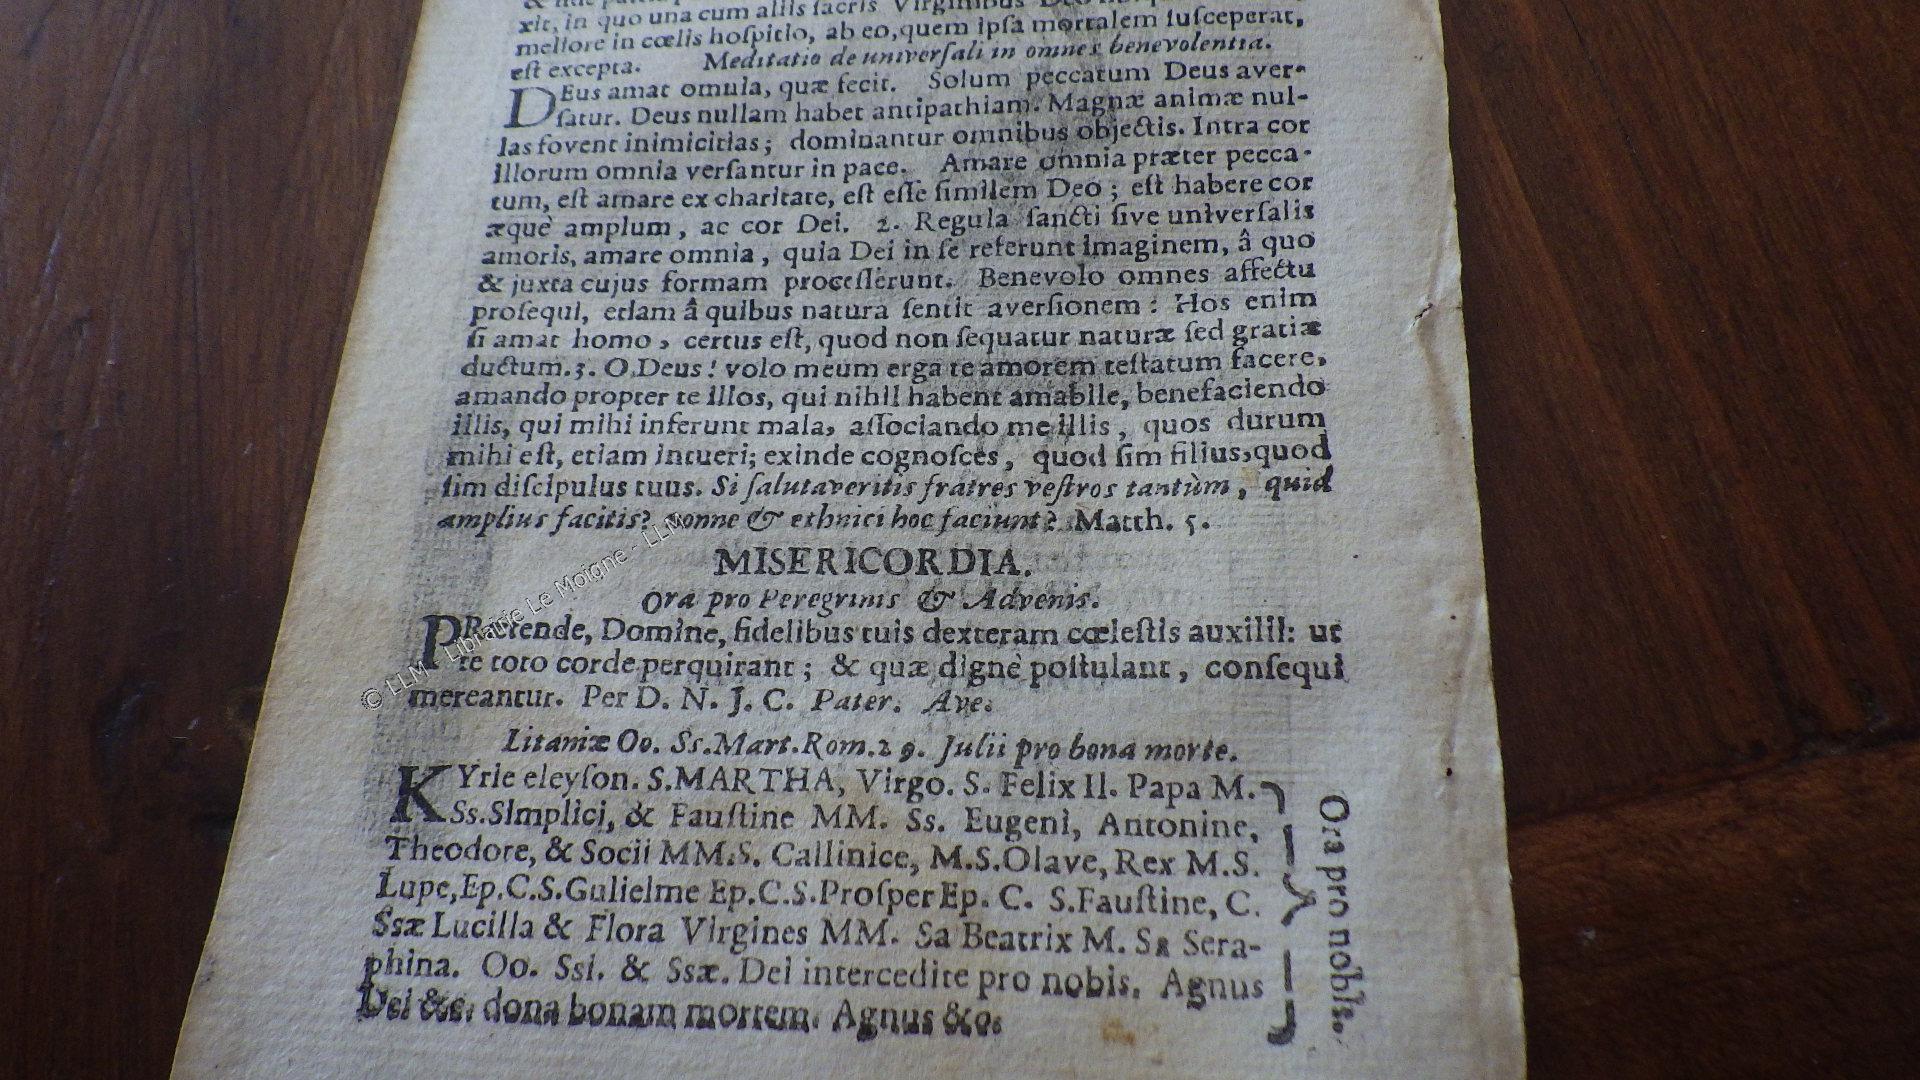 xit, in quo una cum aliis sacris Virginibus
meliore in cœlis hospitio, ab eo, quem ipsa mortalem susceperat,
est excepta. Meditatio de universali in omnes benevolentia.
DEus amat omnia, quæ fecit. Solum peccatum Deus aver-
satur. Deus nullam habet antipathiam. Magnæ animæ nul-
las fovent inimicitias; dominantur omnibus objectis. Intra cor
illorum omnia versantur in pace. Amare omnia præter pecca-
tum, est amare ex charitate, est esse similem Deo; est habere cor
æquè amplum, ac cor Dei. 2. Regula sancti sive universalis
amoris, amare omnia, quia Dei in se referunt imaginem, â quo
& juxta cujus formam processerunt. Benevolo omnes affectu
prosequi, etiam â quibus natura sentit aversionem: Hos enim
si amat homo, certus est, quod non sequatur naturæ sed gratiæ
ductum. 3. O Deus! volo meum erga te amorem testatum facere,
amando propter te illos, qui nihil habent amabile, benefaciendo
illis, qui mihi inferunt mala, associando me illis, quos durum
mihi est, etiam intueri; exinde cognosces, quod sim filius, quod
sim discipulus tuus. Si salutaveritis fratres vestros tantùm, quid
amplius facitis? nonne & ethnici hoc faciunt? Matth. 5.
MISERICORDIA.
Ora pro Peregrinis & Advenis.
PRætende, Domine, fidelibus tuis dexteram cœlestis auxilii: ut
te toto corde perquirant; & quæ dignè postulant, consequi
mereantur. Per D. N. J. C. Pater. Ave.
Litaniæ Oo. Ss. Mart. Rom. 29. Julii pro bona morte.
KYrie eleyson. S. MARTHA, Virgo. S. Felix II. Papa M.
Ss. Simplici, & Faustine MM. Ss. Eugeni, Antonine,
Theodore, & Socii MM. S. Callinice, M. S. Olave, Rex M. S.
Lupe, Ep. C. S. Gulielme Ep. C. S. Prosper Ep. C. S. Faustine, C.
Ssæ Lucilla & Flora Virgines MM. Sa Beatrix M. Sa Sera-
phina. Oo. Ssi. & Ssæ. Dei intercedite pro nobis. Agnus
Dei &c. dona bonam mortem. Agnus &c.
Ora pro nobis.
© LLM - Librairie Le Moigne - LLM